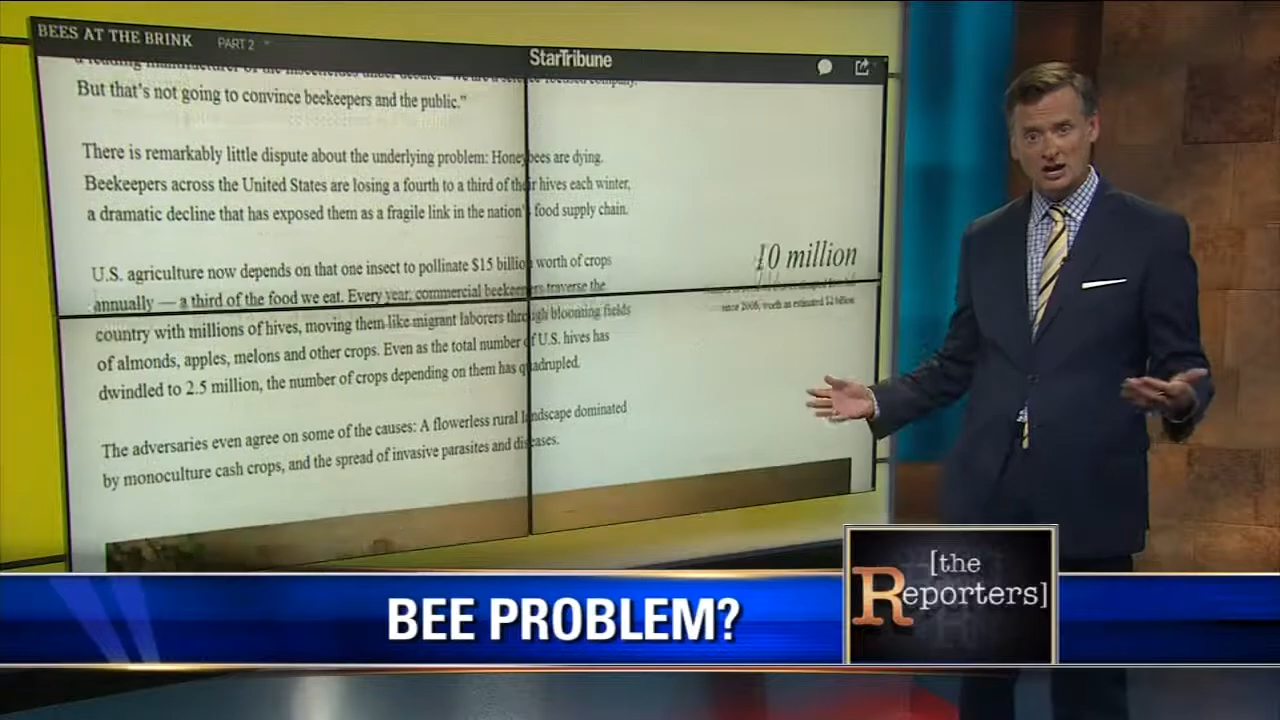 BEES AT THE BRINK PART 2
StarTribune
But that's not going to convince beekeepers and the public."
There is remarkably little dispute about the underlying problem: Honeybees are dying.
Beekeepers across the United States are losing a fourth to a third of their hives each winter,
a dramatic decline that has exposed them as a fragile link in the nation's food supply chain.
U.S. agriculture now depends on that one insect to pollinate $15 billion worth of crops
annually — a third of the food we eat. Every year, commercial beekeepers traverse the
country with millions of hives, moving them like migrant laborers through blooming fields
of almonds, apples, melons and other crops. Even as the total number of U.S. hives has
dwindled to 2.5 million, the number of crops depending on them has quadrupled.
The adversaries even agree on some of the causes: A flowerless rural landscape dominated
by monoculture cash crops, and the spread of invasive parasites and diseases.
10 million
since 2006, worth an estimated $2 billion.
BEE PROBLEM?
[the
Reporters]